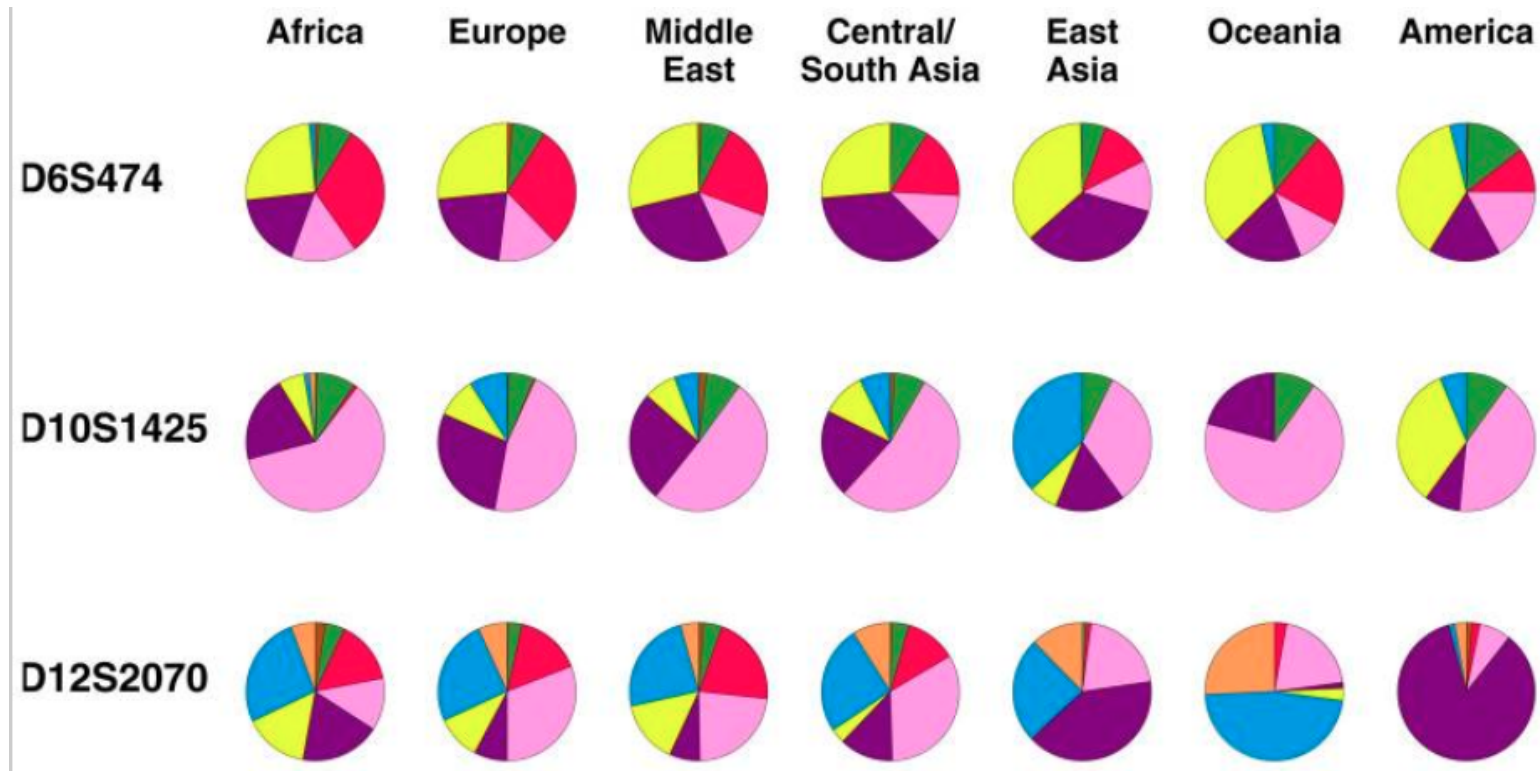 Africa Europe Middle East Central/ South Asia East Asia Oceania America
D6S474
D10S1425
D12S2070